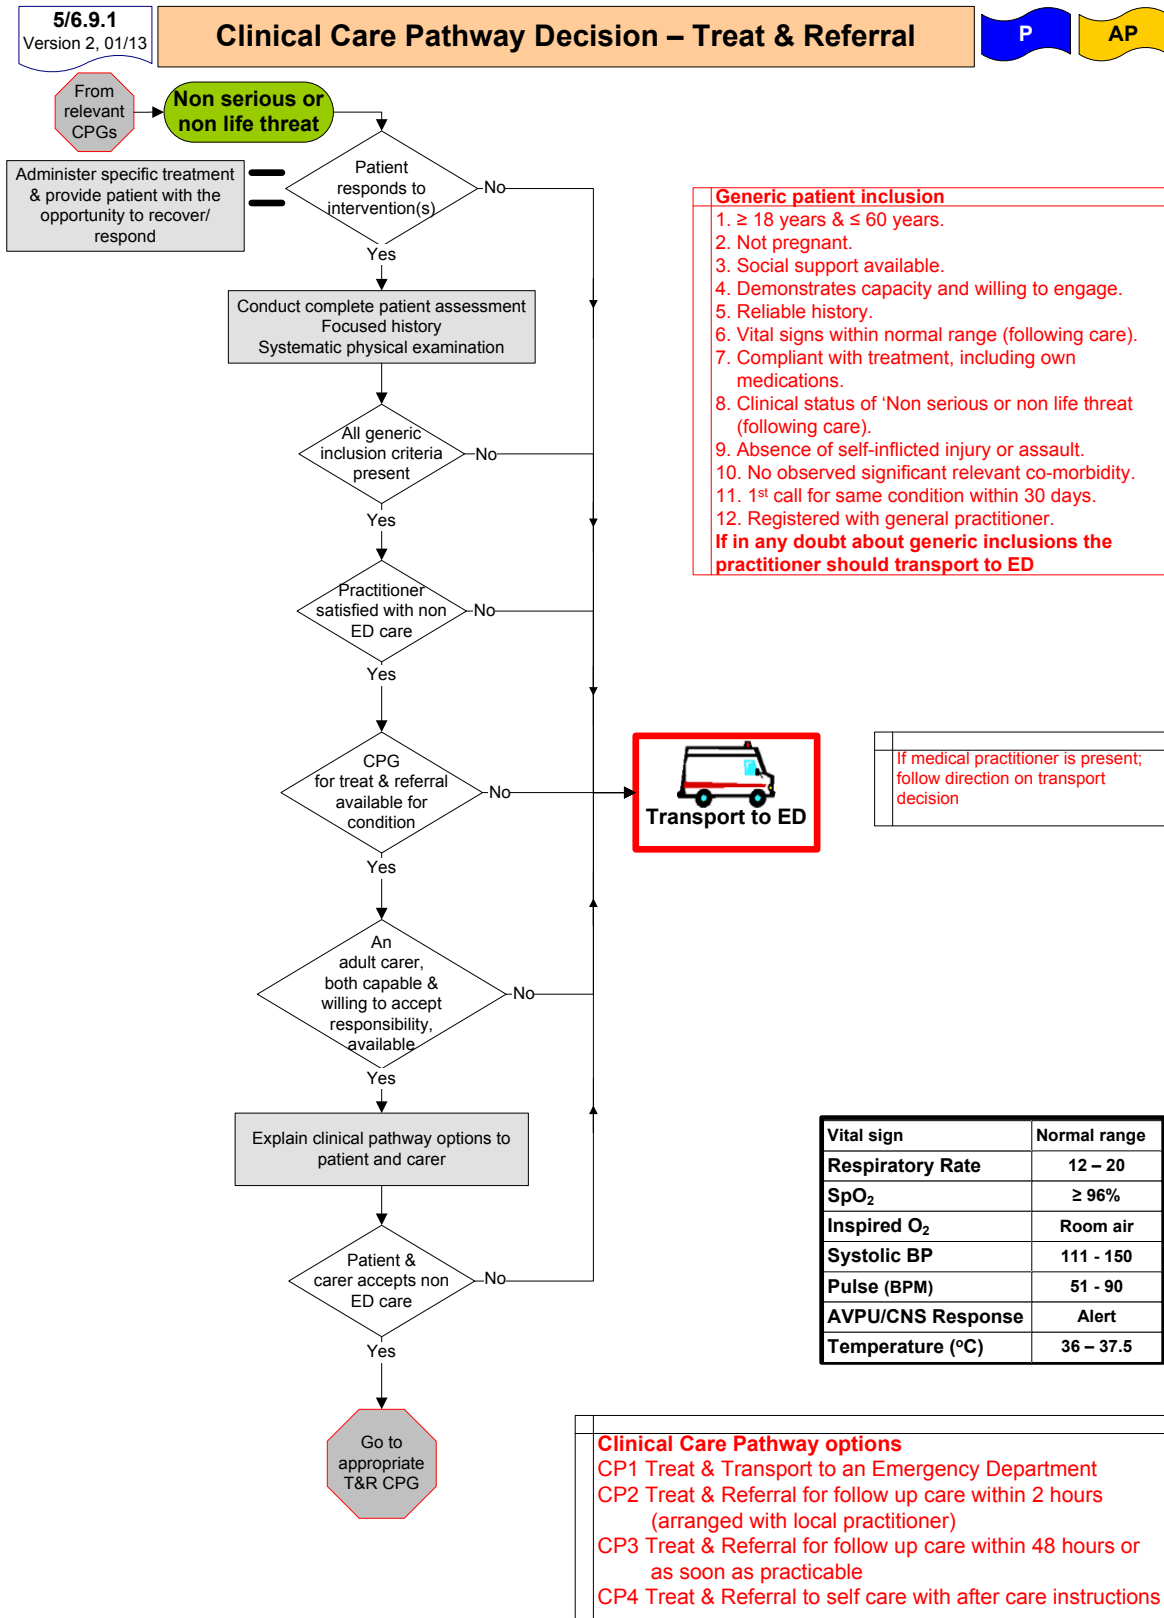 5/6.9.1
Version 2, 01/13
Clinical Care Pathway Decision – Treat & Referral
P
AP
From
relevant
CPGs
Non serious or
non life threat
Administer specific treatment
& provide patient with the
opportunity to recover/
respond
Patient
responds to
intervention(s)
No
Yes
Generic patient inclusion
1. ≥ 18 years & ≤ 60 years.
2. Not pregnant.
3. Social support available.
4. Demonstrates capacity and willing to engage.
5. Reliable history.
6. Vital signs within normal range (following care).
7. Compliant with treatment, including own
medications.
8. Clinical status of ‘Non serious or non life threat
(following care).
9. Absence of self-inflicted injury or assault.
10. No observed significant relevant co-morbidity.
11. 1st call for same condition within 30 days.
12. Registered with general practitioner.
If in any doubt about generic inclusions the
practitioner should transport to ED
Conduct complete patient assessment
Focused history
Systematic physical examination
All generic
inclusion criteria
present
No
Yes
Practitioner
satisfied with non
ED care
No
Yes
CPG
for treat & referral
available for
condition
No
Yes
Transport to ED
If medical practitioner is present;
follow direction on transport
decision
An
adult carer,
both capable &
willing to accept
responsibility,
available
No
Yes
Explain clinical pathway options to
patient and carer
Patient &
carer accepts non
ED care
No
Yes
Go to
appropriate
T&R CPG
Vital sign Normal range
Respiratory Rate 12 – 20
SpO2 ≥ 96%
Inspired O2 Room air
Systolic BP 111 - 150
Pulse (BPM) 51 - 90
AVPU/CNS Response Alert
Temperature (ºC) 36 – 37.5
Clinical Care Pathway options
CP1 Treat & Transport to an Emergency Department
CP2 Treat & Referral for follow up care within 2 hours
(arranged with local practitioner)
CP3 Treat & Referral for follow up care within 48 hours or
as soon as practicable
CP4 Treat & Referral to self care with after care instructions